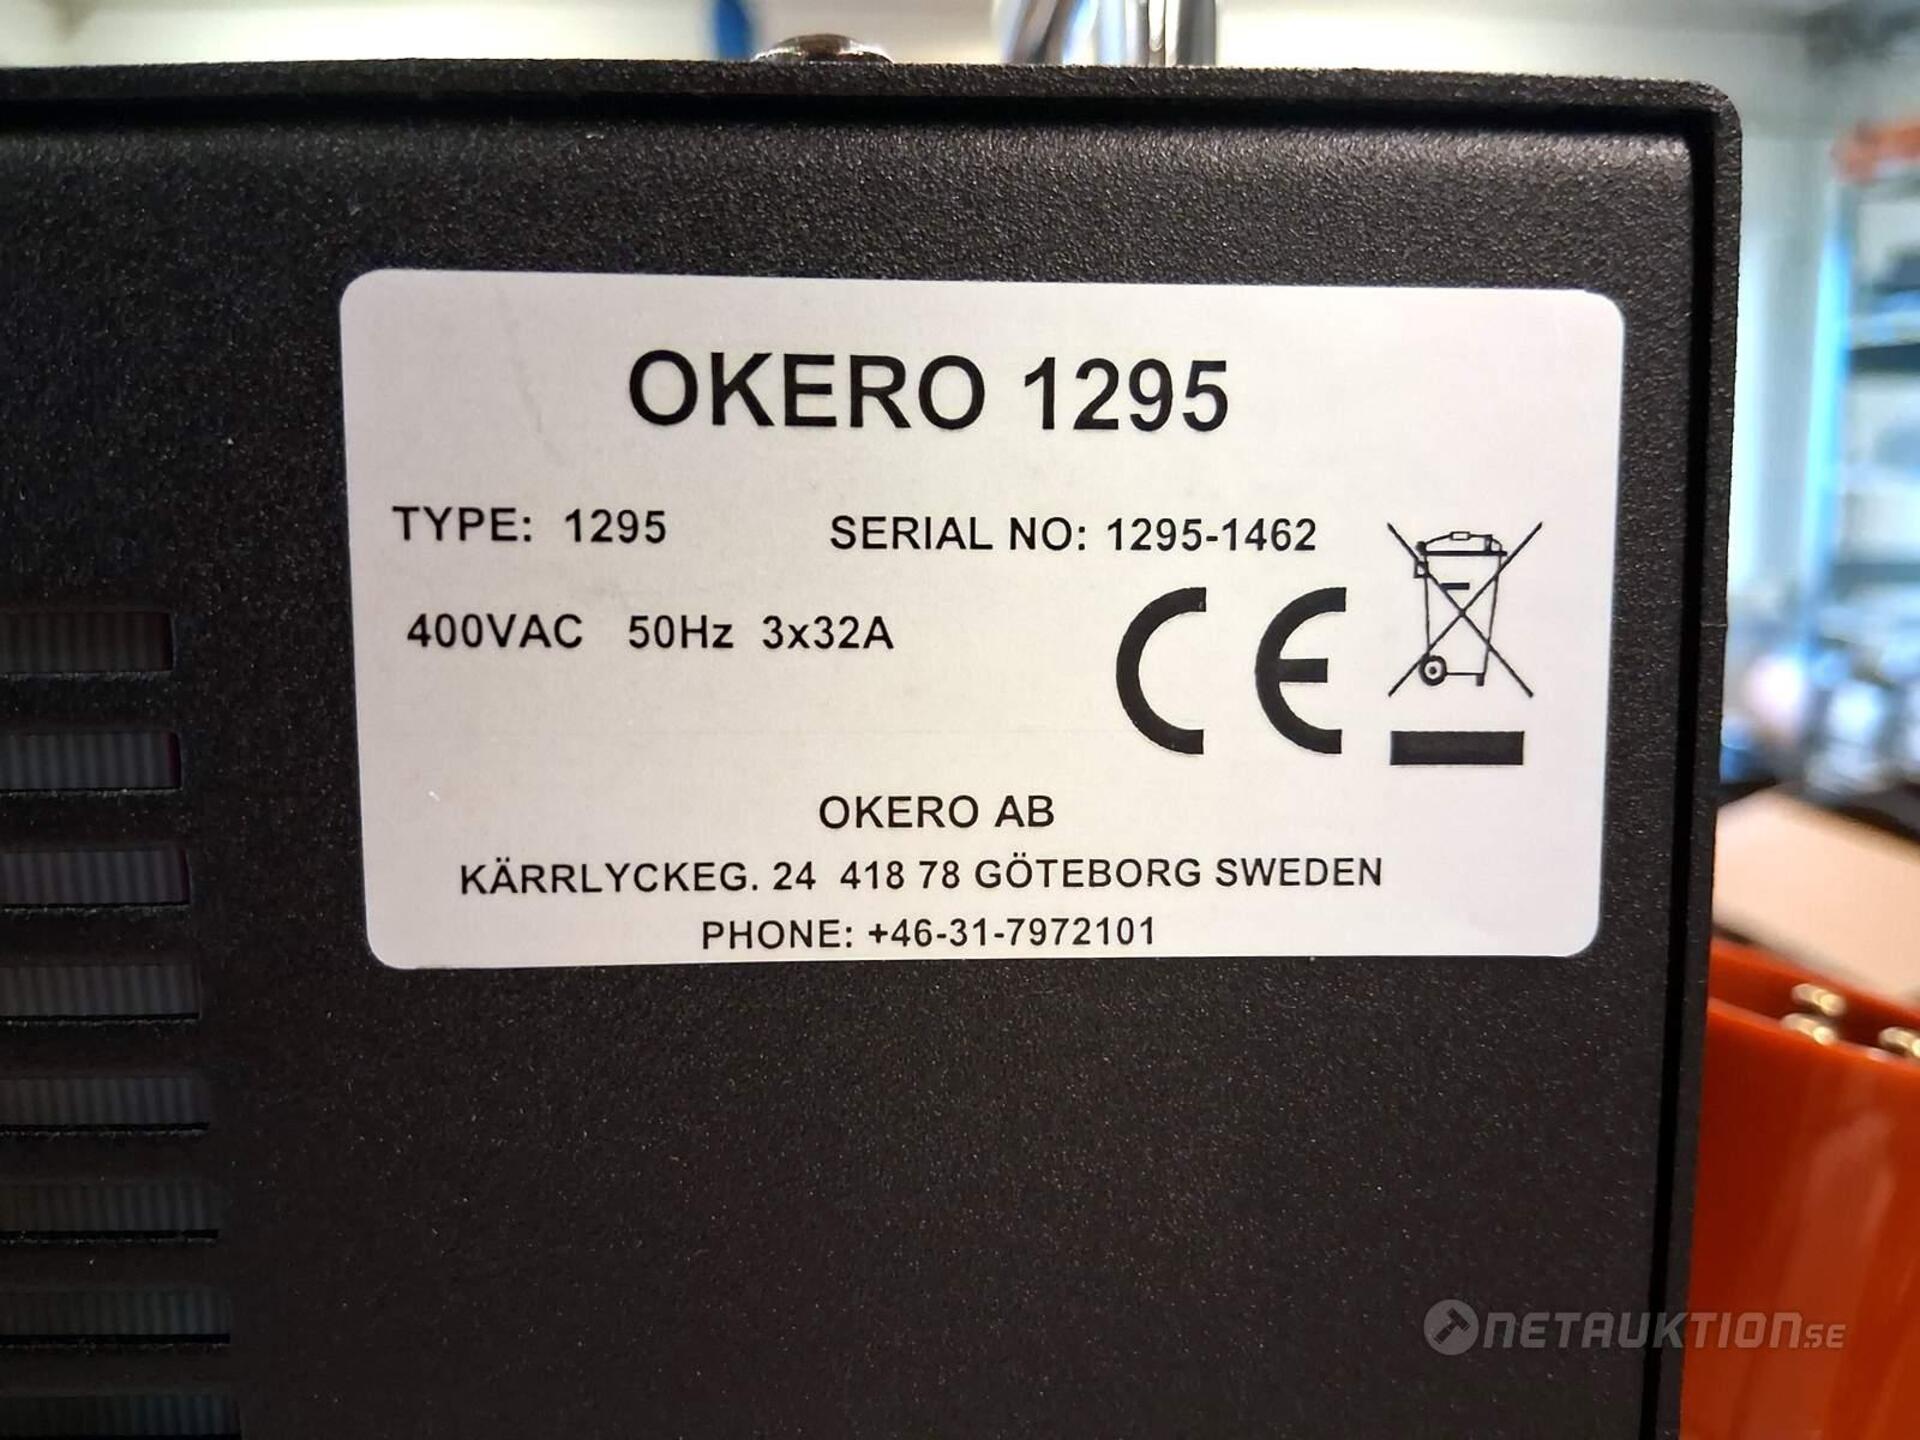 OKERO 1295
TYPE: 1295 SERIAL NO: 1295-1462
400VAC 50Hz 3x32A
CE
OKERO AB
KÄRRLYCKEG. 24 418 78 GÖTEBORG SWEDEN
PHONE: +46-31-7972101
NETAUKTION.SE